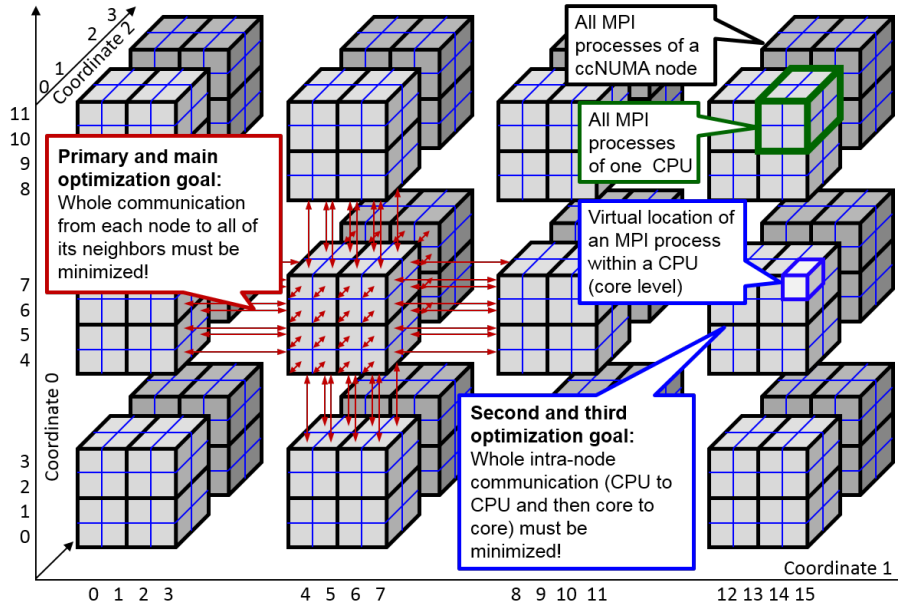 0 1 2 3
Coordinate 2
All MPI
processes of a
ccNUMA node
All MPI
processes
of one CPU
11
10
9
8
Primary and main
optimization goal:
Whole communication
from each node to all of
its neighbors must be
minimized!
Virtual location of
an MPI process
within a CPU
(core level)
7
6
5
4
Second and third
optimization goal:
Whole intra-node
communication (CPU to
CPU and then core to
core) must be
minimized!
Coordinate 0
3
2
1
0
Coordinate 1
0 1 2 3 4 5 6 7 8 9 10 11 12 13 14 15